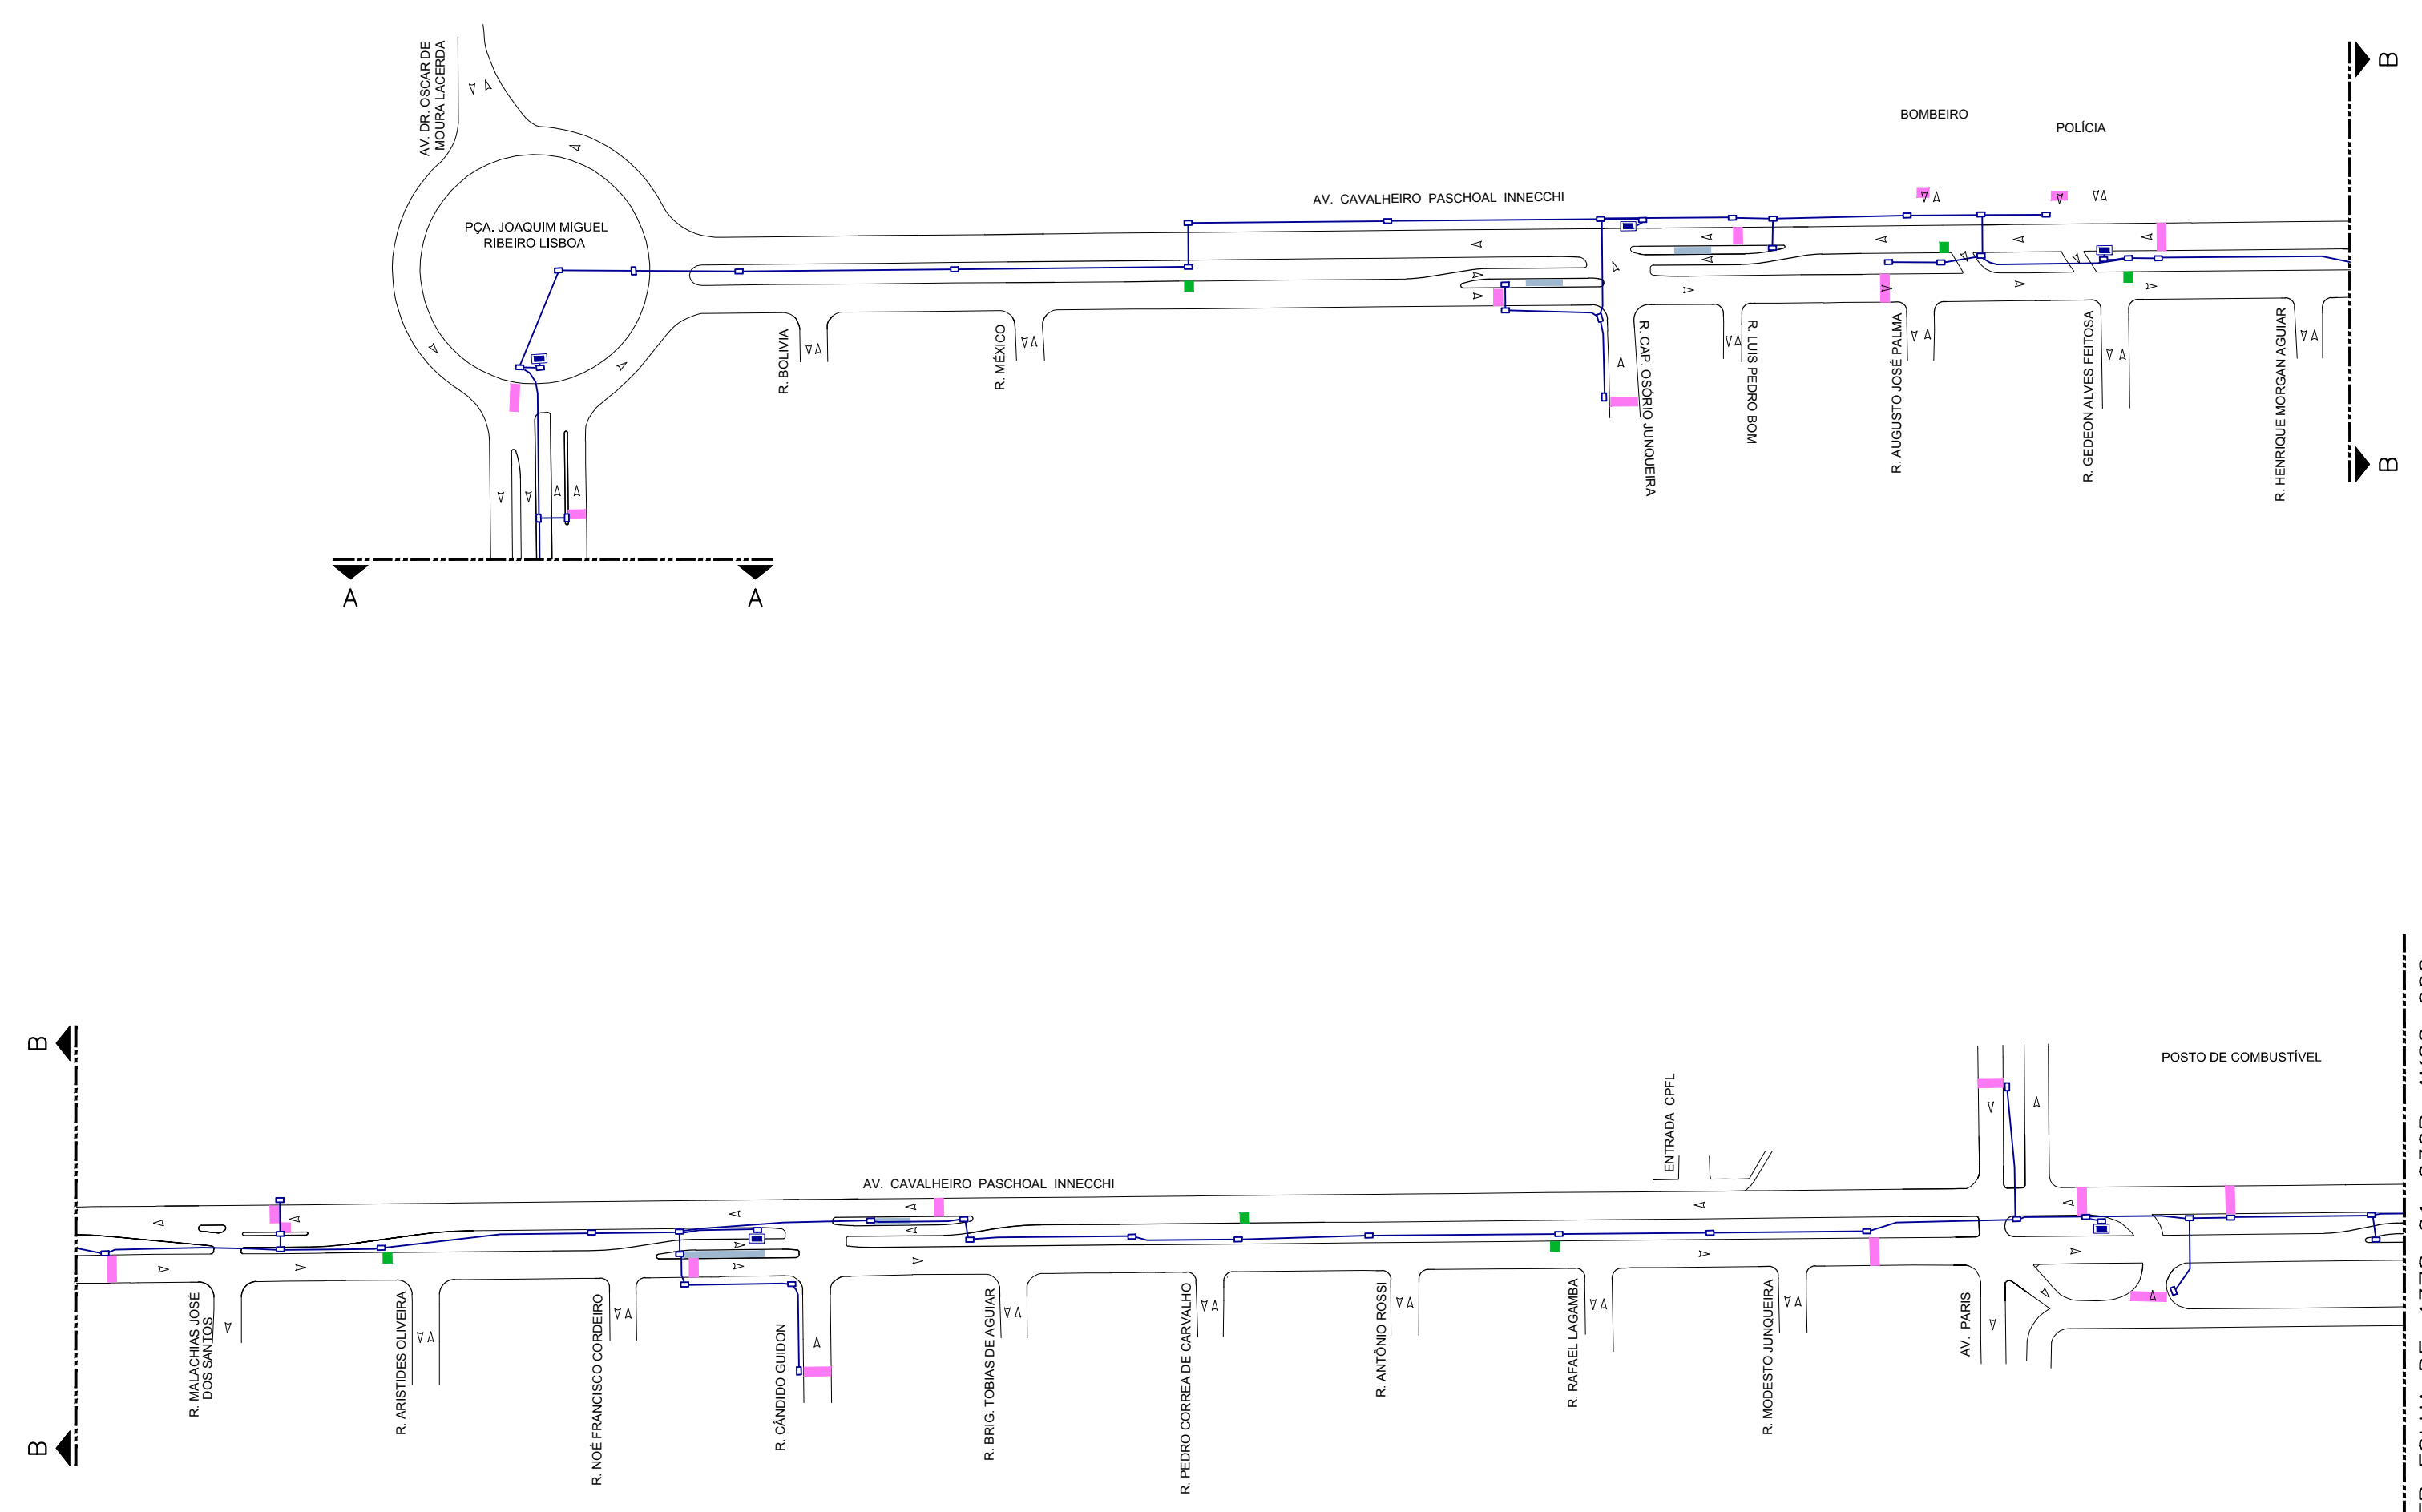 AV. DR. OSCAR DE
MOURA LACERDA
PÇA. JOAQUIM MIGUEL
RIBEIRO LISBOA
AV. CAVALHEIRO PASCHOAL INNECCHI
BOMBEIRO
POLÍCIA
B
B
R. BOLIVIA
R. MÉXICO
R. CAP. OSÓRIO JUNQUEIRA
R. LUIS PEDRO BOM
R. AUGUSTO JOSÉ PALMA
R. GEDEON ALVES FEITOSA
R. HENRIQUE MORGAN AGUIAR
A
A
B
B
AV. CAVALHEIRO PASCHOAL INNECCHI
ENTRADA CPFL
POSTO DE COMBUSTÍVEL
R. MALACHIAS JOSÉ
DOS SANTOS
R. ARISTIDES OLIVEIRA
R. NOÉ FRANCISCO CORDEIRO
R. CÂNDIDO GUIDON
R. BRIG. TOBIAS DE AGUIAR
R. PEDRO CORREA DE CARVALHO
R. ANTÔNIO ROSSI
R. RAFAEL LAGAMBA
R. MODESTO JUNQUEIRA
AV. PARIS